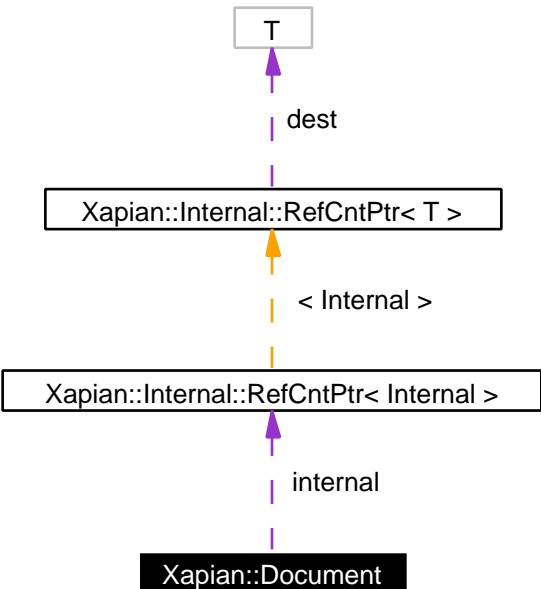 T
dest
Xapian::Internal::RefCntPtr< T >
< Internal >
Xapian::Internal::RefCntPtr< Internal >
internal
Xapian::Document